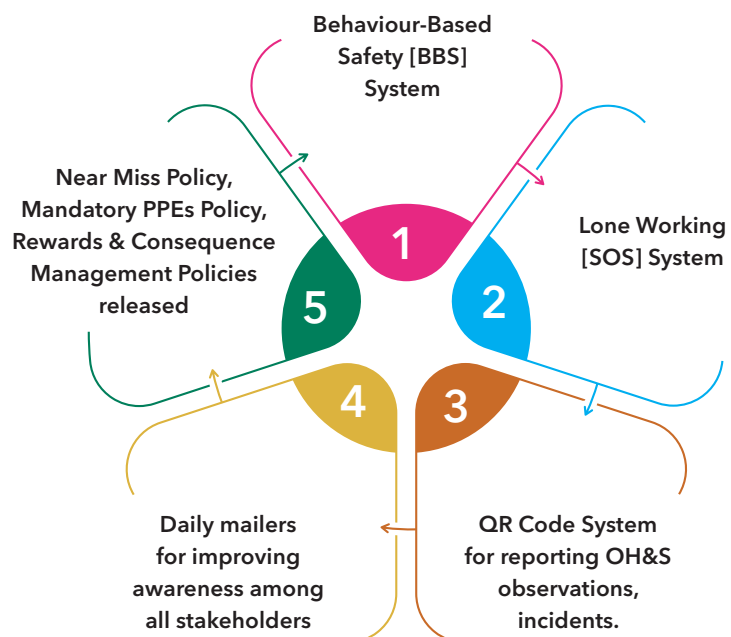 Behaviour-Based
Safety [BBS]
System
1
Lone Working
[SOS] System
2
QR Code System
for reporting OH&S
observations,
incidents.
3
Daily mailers
for improving
awareness among
all stakeholders
4
Near Miss Policy,
Mandatory PPEs Policy,
Rewards & Consequence
Management Policies
released
5